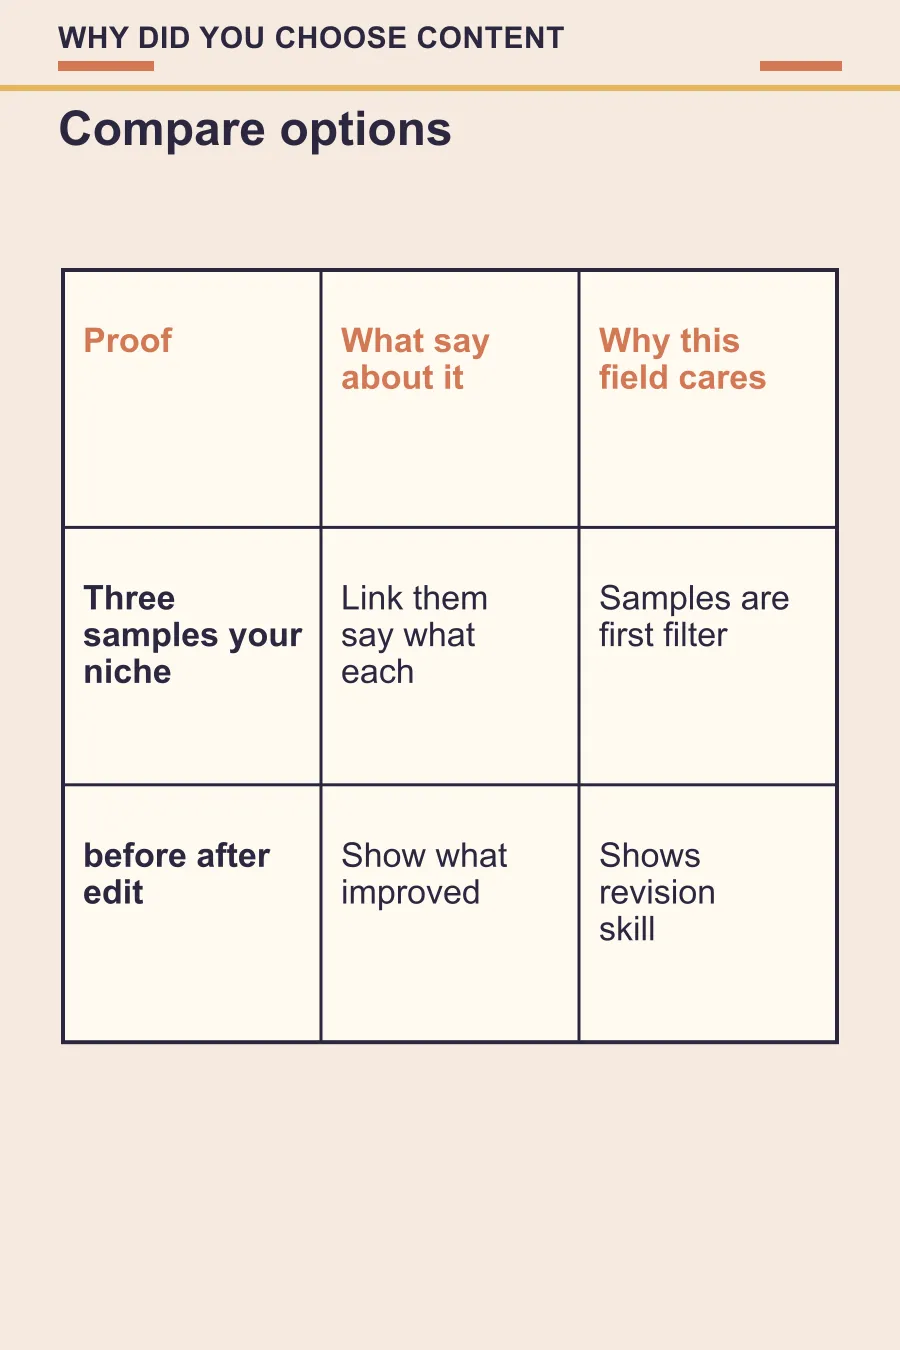 WHY DID YOU CHOOSE CONTENT
Compare options
Proof
What say
about it
Why this
field cares
Three
samples your
niche
Link them
say what
each
Samples are
first filter
before after
edit
Show what
improved
Shows
revision
skill